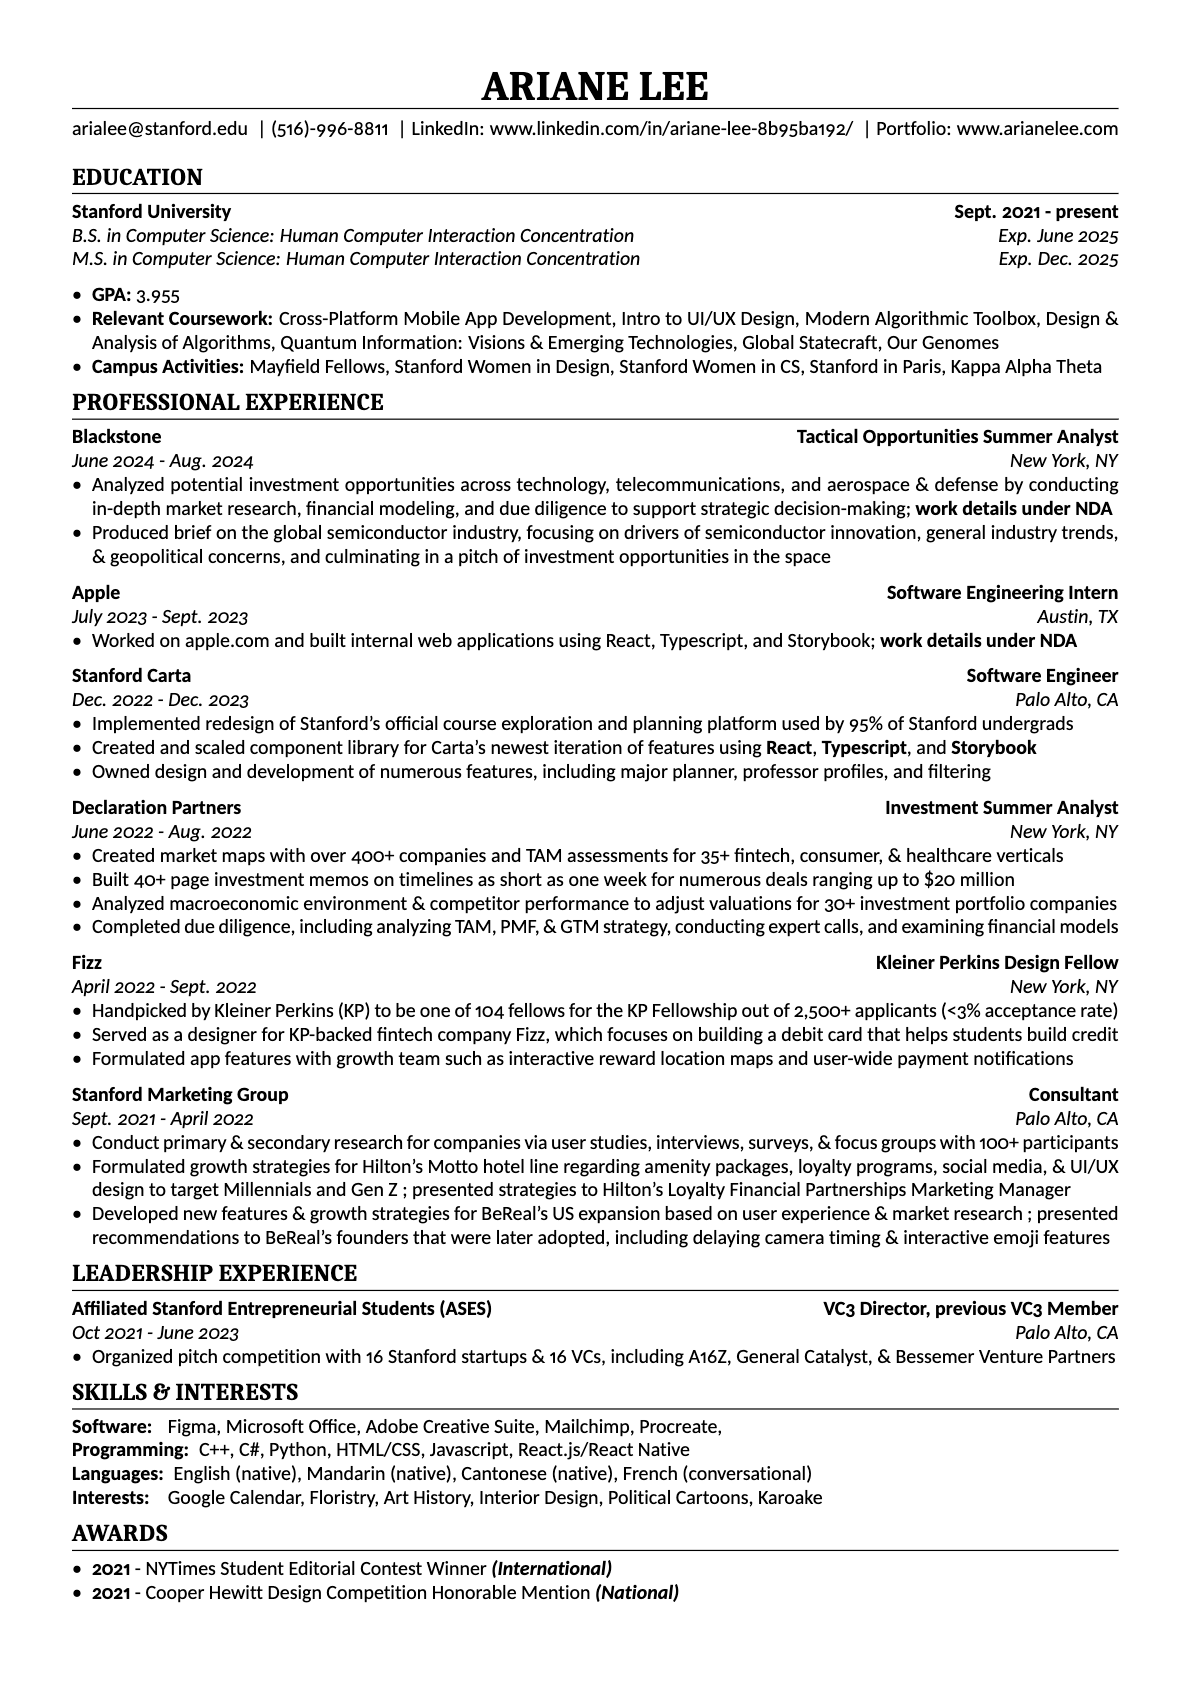 ARIANE LEE
arialee@stanford.edu | (516)-996-8811 | LinkedIn: www.linkedin.com/in/ariane-lee-8b95ba192/ | Portfolio: www.arianelee.com
EDUCATION
Stanford University Sept. 2021 - present
B.S. in Computer Science: Human Computer Interaction Concentration Exp. June 2025
M.S. in Computer Science: Human Computer Interaction Concentration Exp. Dec. 2025
• GPA: 3.955
• Relevant Coursework: Cross-Platform Mobile App Development, Intro to UI/UX Design, Modern Algorithmic Toolbox, Design &
Analysis of Algorithms, Quantum Information: Visions & Emerging Technologies, Global Statecraft, Our Genomes
• Campus Activities: Mayfield Fellows, Stanford Women in Design, Stanford Women in CS, Stanford in Paris, Kappa Alpha Theta
PROFESSIONAL EXPERIENCE
Blackstone Tactical Opportunities Summer Analyst
June 2024 - Aug. 2024 New York, NY
• Analyzed potential investment opportunities across technology, telecommunications, and aerospace & defense by conducting
in-depth market research, financial modeling, and due diligence to support strategic decision-making; work details under NDA
• Produced brief on the global semiconductor industry, focusing on drivers of semiconductor innovation, general industry trends,
& geopolitical concerns, and culminating in a pitch of investment opportunities in the space
Apple Software Engineering Intern
July 2023 - Sept. 2023 Austin, TX
• Worked on apple.com and built internal web applications using React, Typescript, and Storybook; work details under NDA
Stanford Carta Software Engineer
Dec. 2022 - Dec. 2023 Palo Alto, CA
• Implemented redesign of Stanford's official course exploration and planning platform used by 95% of Stanford undergrads
• Created and scaled component library for Carta's newest iteration of features using React, Typescript, and Storybook
• Owned design and development of numerous features, including major planner, professor profiles, and filtering
Declaration Partners Investment Summer Analyst
June 2022 - Aug. 2022 New York, NY
• Created market maps with over 400+ companies and TAM assessments for 35+ fintech, consumer, & healthcare verticals
• Built 40+ page investment memos on timelines as short as one week for numerous deals ranging up to $20 million
• Analyzed macroeconomic environment & competitor performance to adjust valuations for 30+ investment portfolio companies
• Completed due diligence, including analyzing TAM, PMF, & GTM strategy, conducting expert calls, and examining financial models
Fizz Kleiner Perkins Design Fellow
April 2022 - Sept. 2022 New York, NY
• Handpicked by Kleiner Perkins (KP) to be one of 104 fellows for the KP Fellowship out of 2,500+ applicants (<3% acceptance rate)
• Served as a designer for KP-backed fintech company Fizz, which focuses on building a debit card that helps students build credit
• Formulated app features with growth team such as interactive reward location maps and user-wide payment notifications
Stanford Marketing Group Consultant
Sept. 2021 - April 2022 Palo Alto, CA
• Conduct primary & secondary research for companies via user studies, interviews, surveys, & focus groups with 100+ participants
• Formulated growth strategies for Hilton's Motto hotel line regarding amenity packages, loyalty programs, social media, & UI/UX
design to target Millennials and Gen Z ; presented strategies to Hilton's Loyalty Financial Partnerships Marketing Manager
• Developed new features & growth strategies for BeReal's US expansion based on user experience & market research ; presented
recommendations to BeReal's founders that were later adopted, including delaying camera timing & interactive emoji features
LEADERSHIP EXPERIENCE
Affiliated Stanford Entrepreneurial Students (ASES) VC3 Director, previous VC3 Member
Oct 2021 - June 2023 Palo Alto, CA
• Organized pitch competition with 16 Stanford startups & 16 VCs, including A16Z, General Catalyst, & Bessemer Venture Partners
SKILLS & INTERESTS
Software: Figma, Microsoft Office, Adobe Creative Suite, Mailchimp, Procreate,
Programming: C++, C#, Python, HTML/CSS, Javascript, React.js/React Native
Languages: English (native), Mandarin (native), Cantonese (native), French (conversational)
Interests: Google Calendar, Floristry, Art History, Interior Design, Political Cartoons, Karoake
AWARDS
• 2021 - NYTimes Student Editorial Contest Winner (International)
• 2021 - Cooper Hewitt Design Competition Honorable Mention (National)